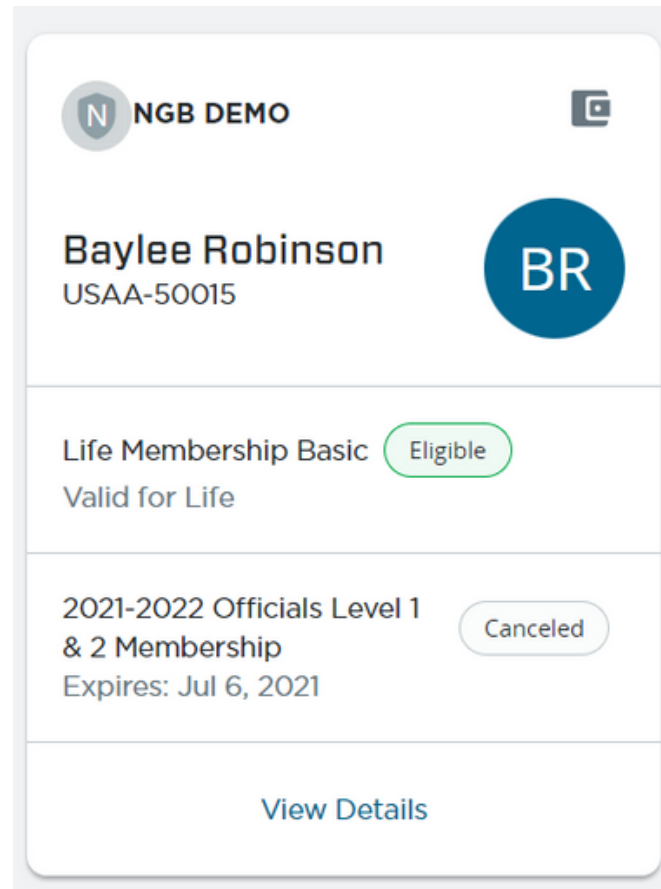 N NGB DEMO
Baylee Robinson
USAA-50015
BR
Life Membership Basic Eligible
Valid for Life
2021-2022 Officials Level 1
& 2 Membership
Canceled
Expires: Jul 6, 2021
View Details